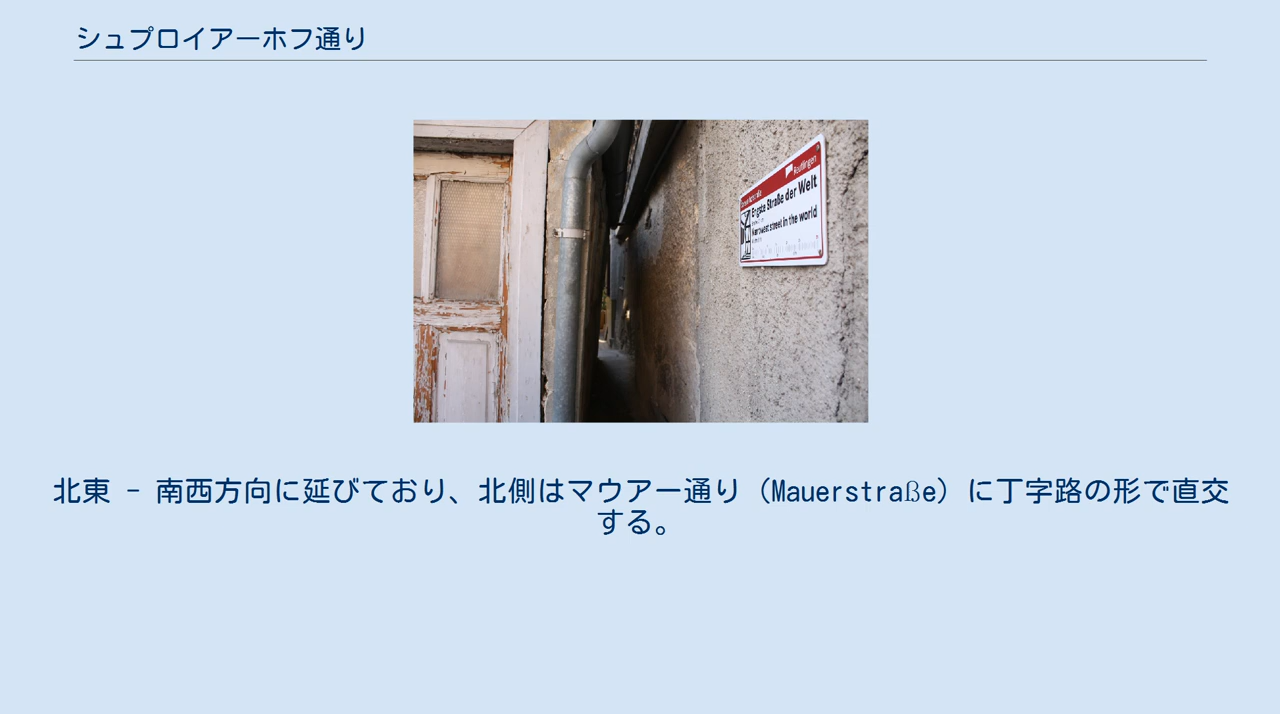 シュプロイアーホフ通り
Reutlingen
Engste Straße der Welt
Narrowest street in the world
北東 - 南西方向に延びており、北側はマウアー通り（Mauerstraße）に丁字路の形で直交
する。